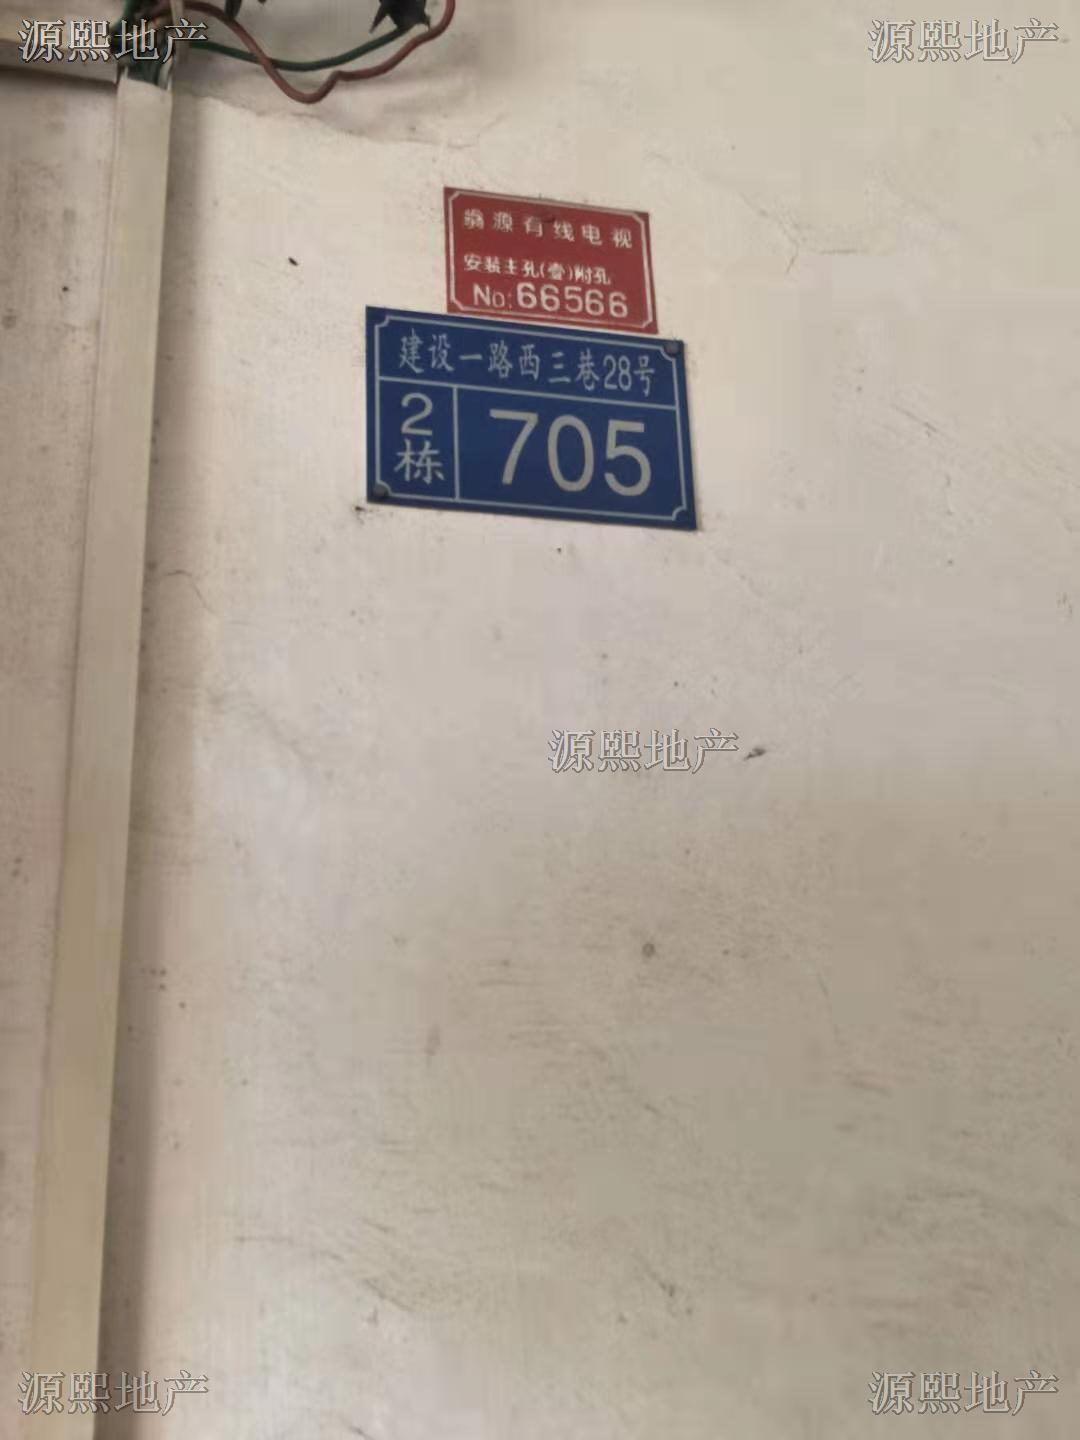 源熙地产
源熙地产
翁源有线电视
安装主孔(壹)附孔
No:66566
建设一路西三巷28号
2栋
705
源熙地产
源熙地产
源熙地产